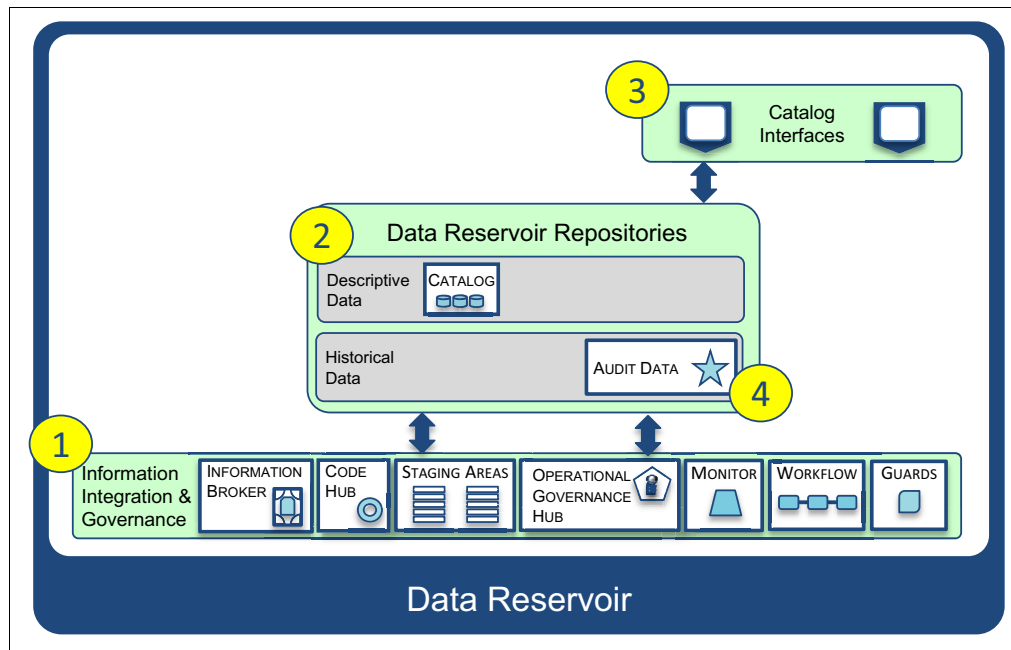 3
Catalog
Interfaces
2
Data Reservoir Repositories
Descriptive
Data
CATALOG
Historical
Data
AUDIT DATA
4
1
Information
Integration &
Governance
INFORMATION
BROKER
CODE
HUB
STAGING AREAS
OPERATIONAL
GOVERNANCE
HUB
MONITOR
WORKFLOW
GUARDS
Data Reservoir